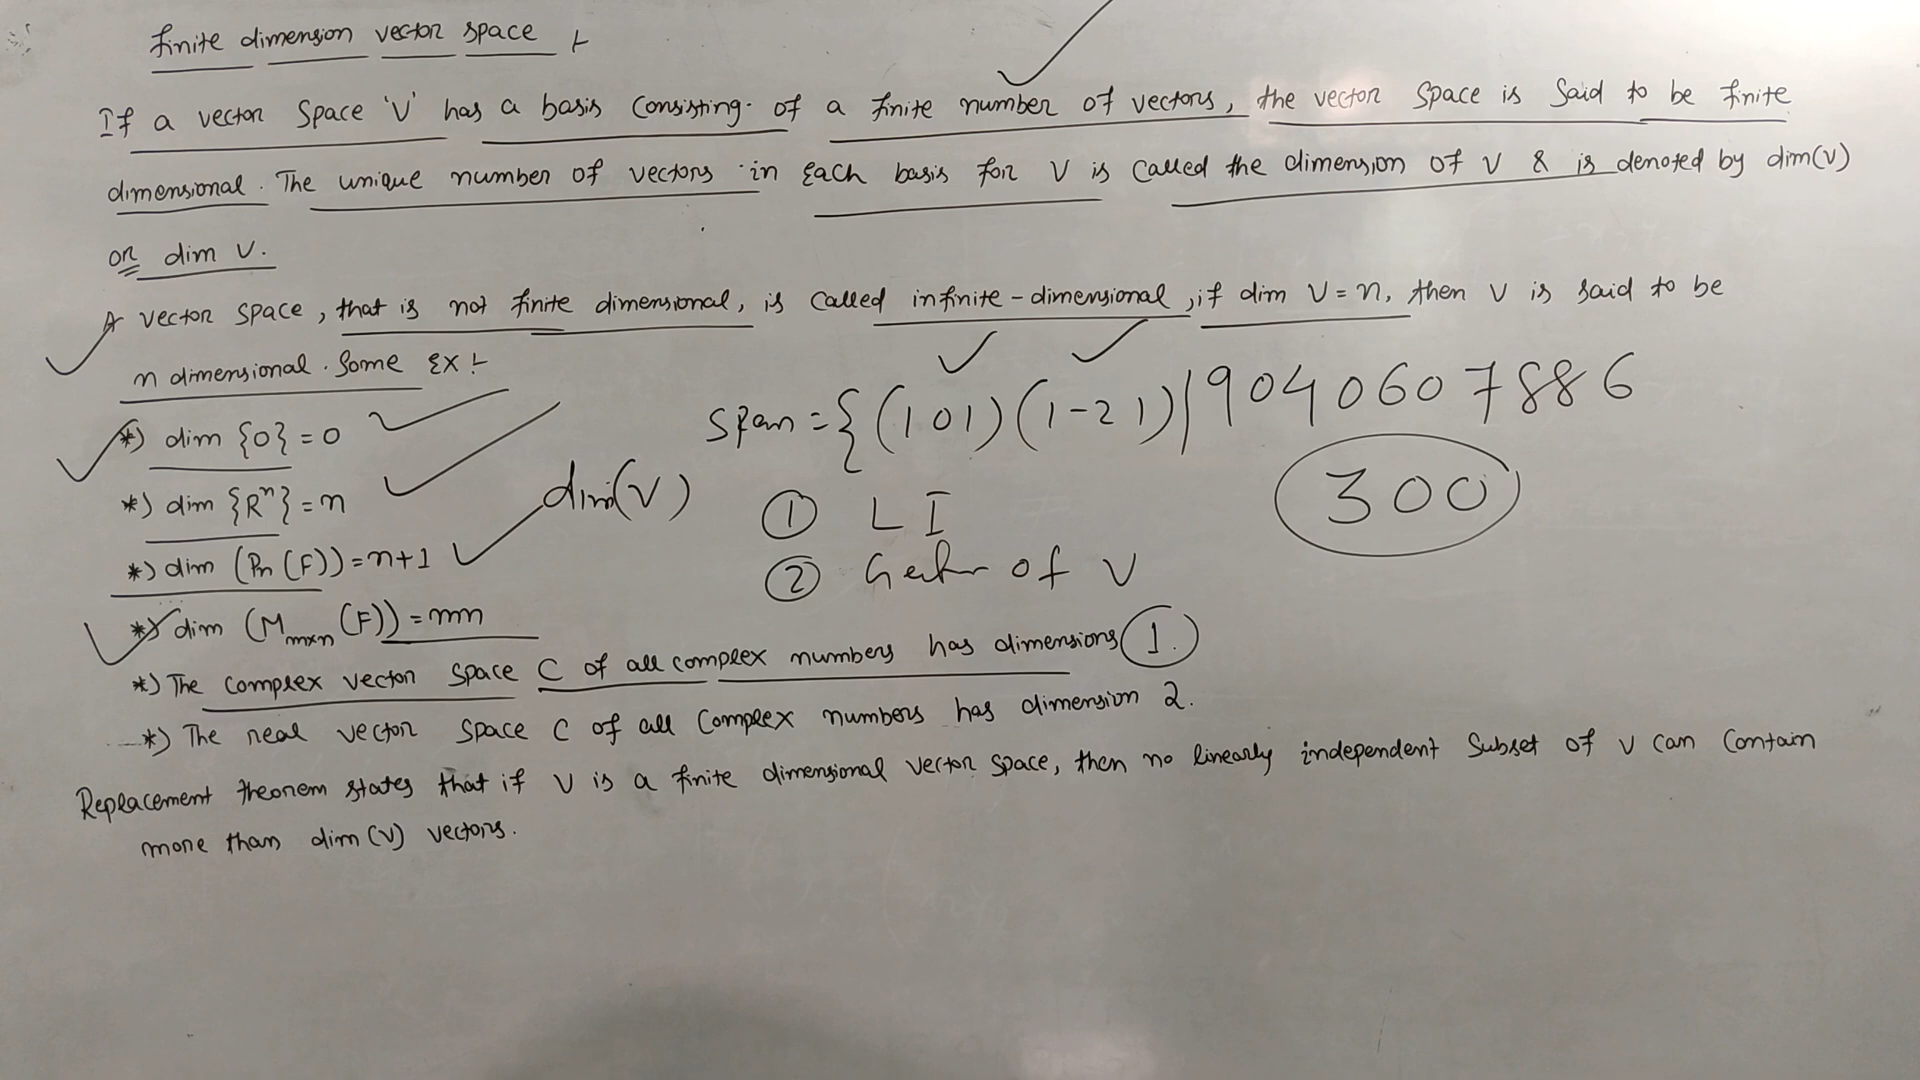 finite dimension vector space :-
If a vector space 'V' has a basis consisting of a finite number of vectors, the vector space is said to be finite
dimensional. The unique number of vectors in each basis for V is called the dimension of V & is denoted by dim(V)
or dim V.
A vector space, that is not finite dimensional, is called infinite-dimensional, if dim V = n, then V is said to be
n dimensional. Some Ex :-
*) dim {0} = 0
span = {(1 0 1) (1 -2 1)| 9040607886
*) dim {Rⁿ} = n
dim(V)
① L I
300
*) dim (Pn (F)) = n+1
② of V
*) dim (Mmxn (F)) = mn
*) The complex vector space C of all complex numbers has dimensions 1.
*) The real vector space C of all complex numbers has dimension 2.
Replacement theorem states that if V is a finite dimensional vector space, then no linearly independent subset of V can contain
more than dim (V) vectors.